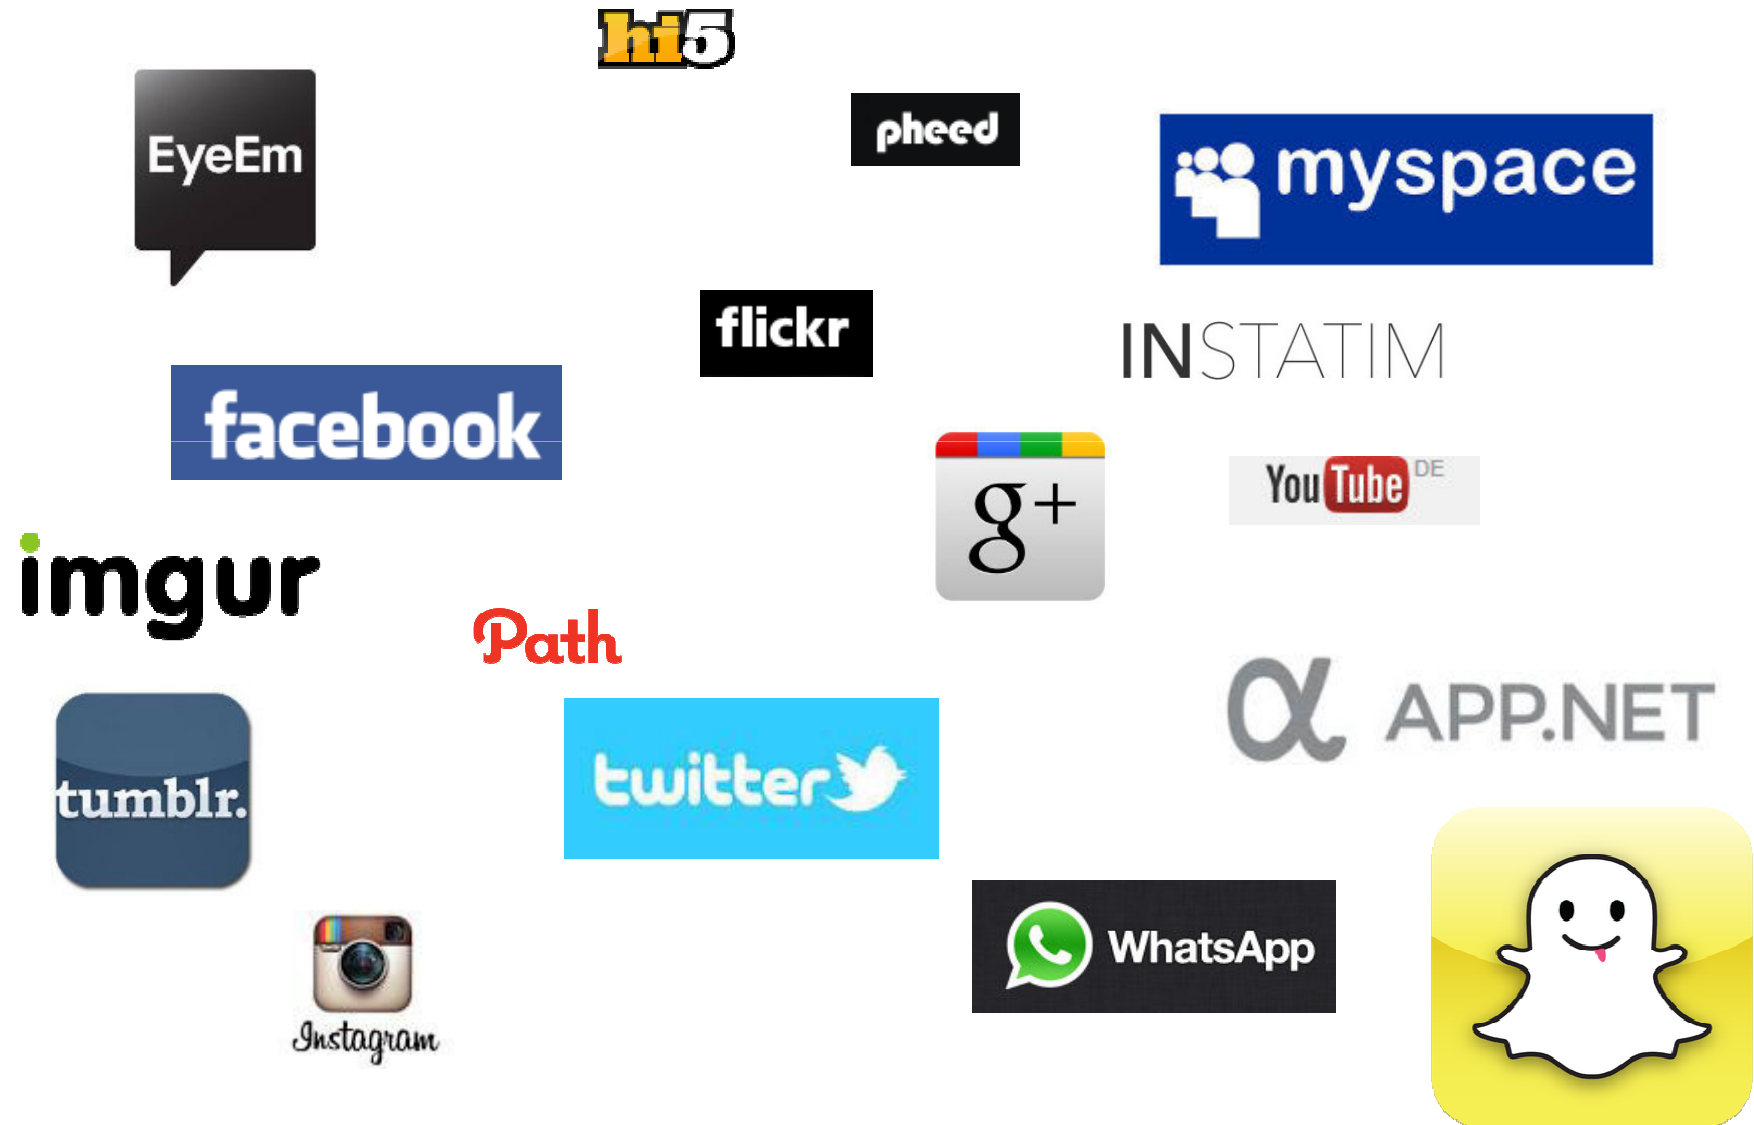 hi5
EyeEm
pheed
myspace
flickr
INSTATIM
facebook
g+
YouTube DE
imgur
Path
α APP.NET
tumblr.
twitter
WhatsApp
Instagram